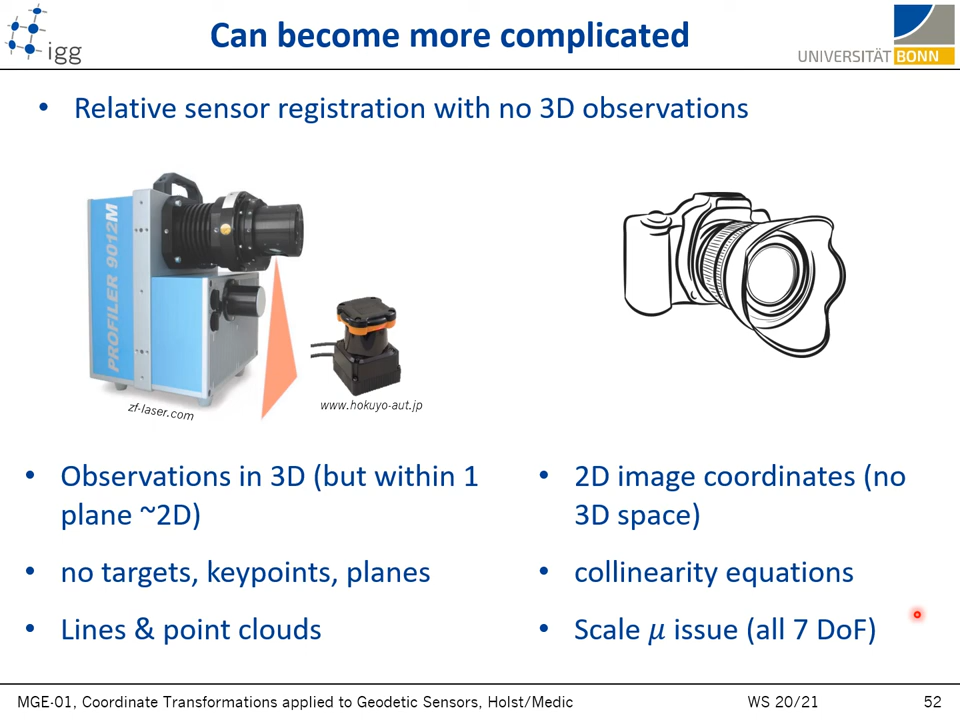 Can become more complicated
igg
UNIVERSITÄT BONN
• Relative sensor registration with no 3D observations
PROFILER 9012M
zf-laser.com
www.hokuyo-aut.jp
• Observations in 3D (but within 1
plane ~2D)
• no targets, keypoints, planes
• Lines & point clouds
• 2D image coordinates (no
3D space)
• collinearity equations
• Scale 𝜇 issue (all 7 DoF)
MGE-01, Coordinate Transformations applied to Geodetic Sensors, Holst/Medic WS 20/21 52